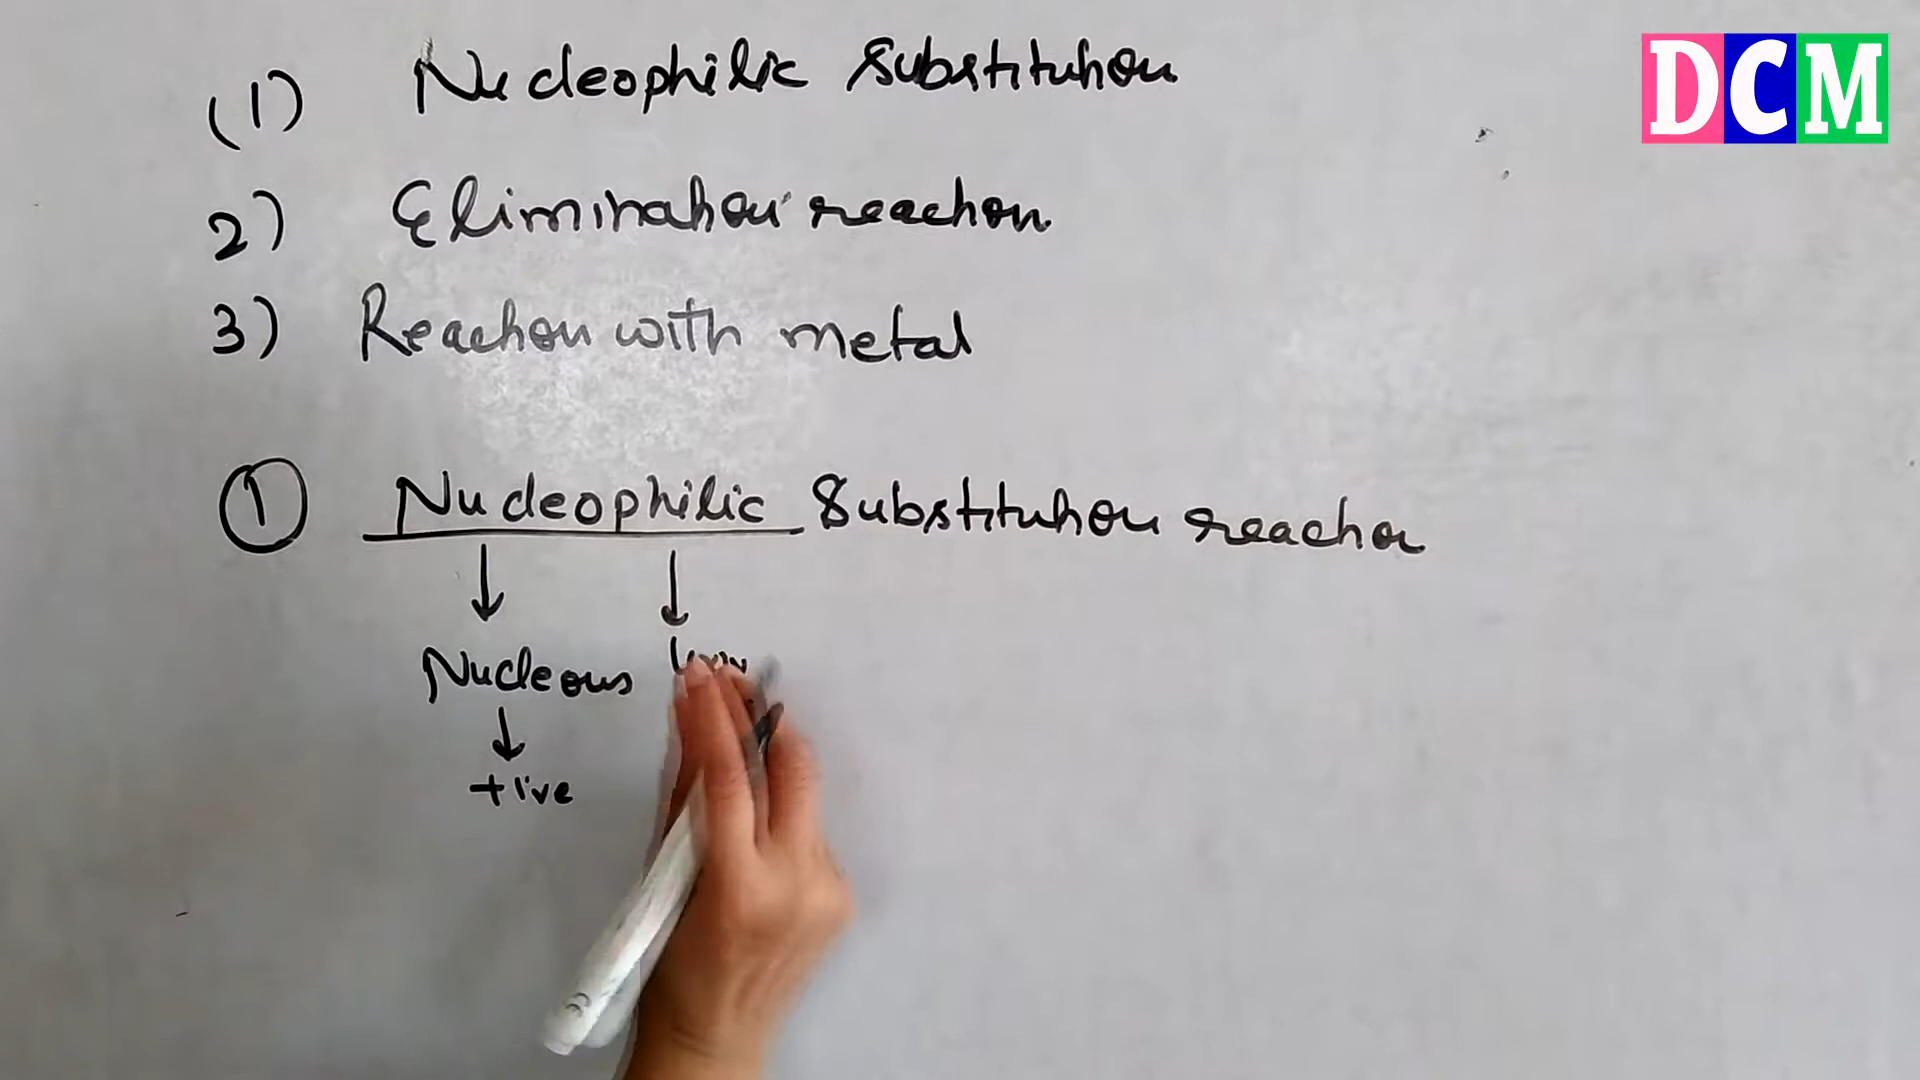 DCM
(1) Nucleophilic substitution
2) Elimination reaction
3) Reaction with metal
1 Nucleophilic Substitution reaction
Nucleous
+ive